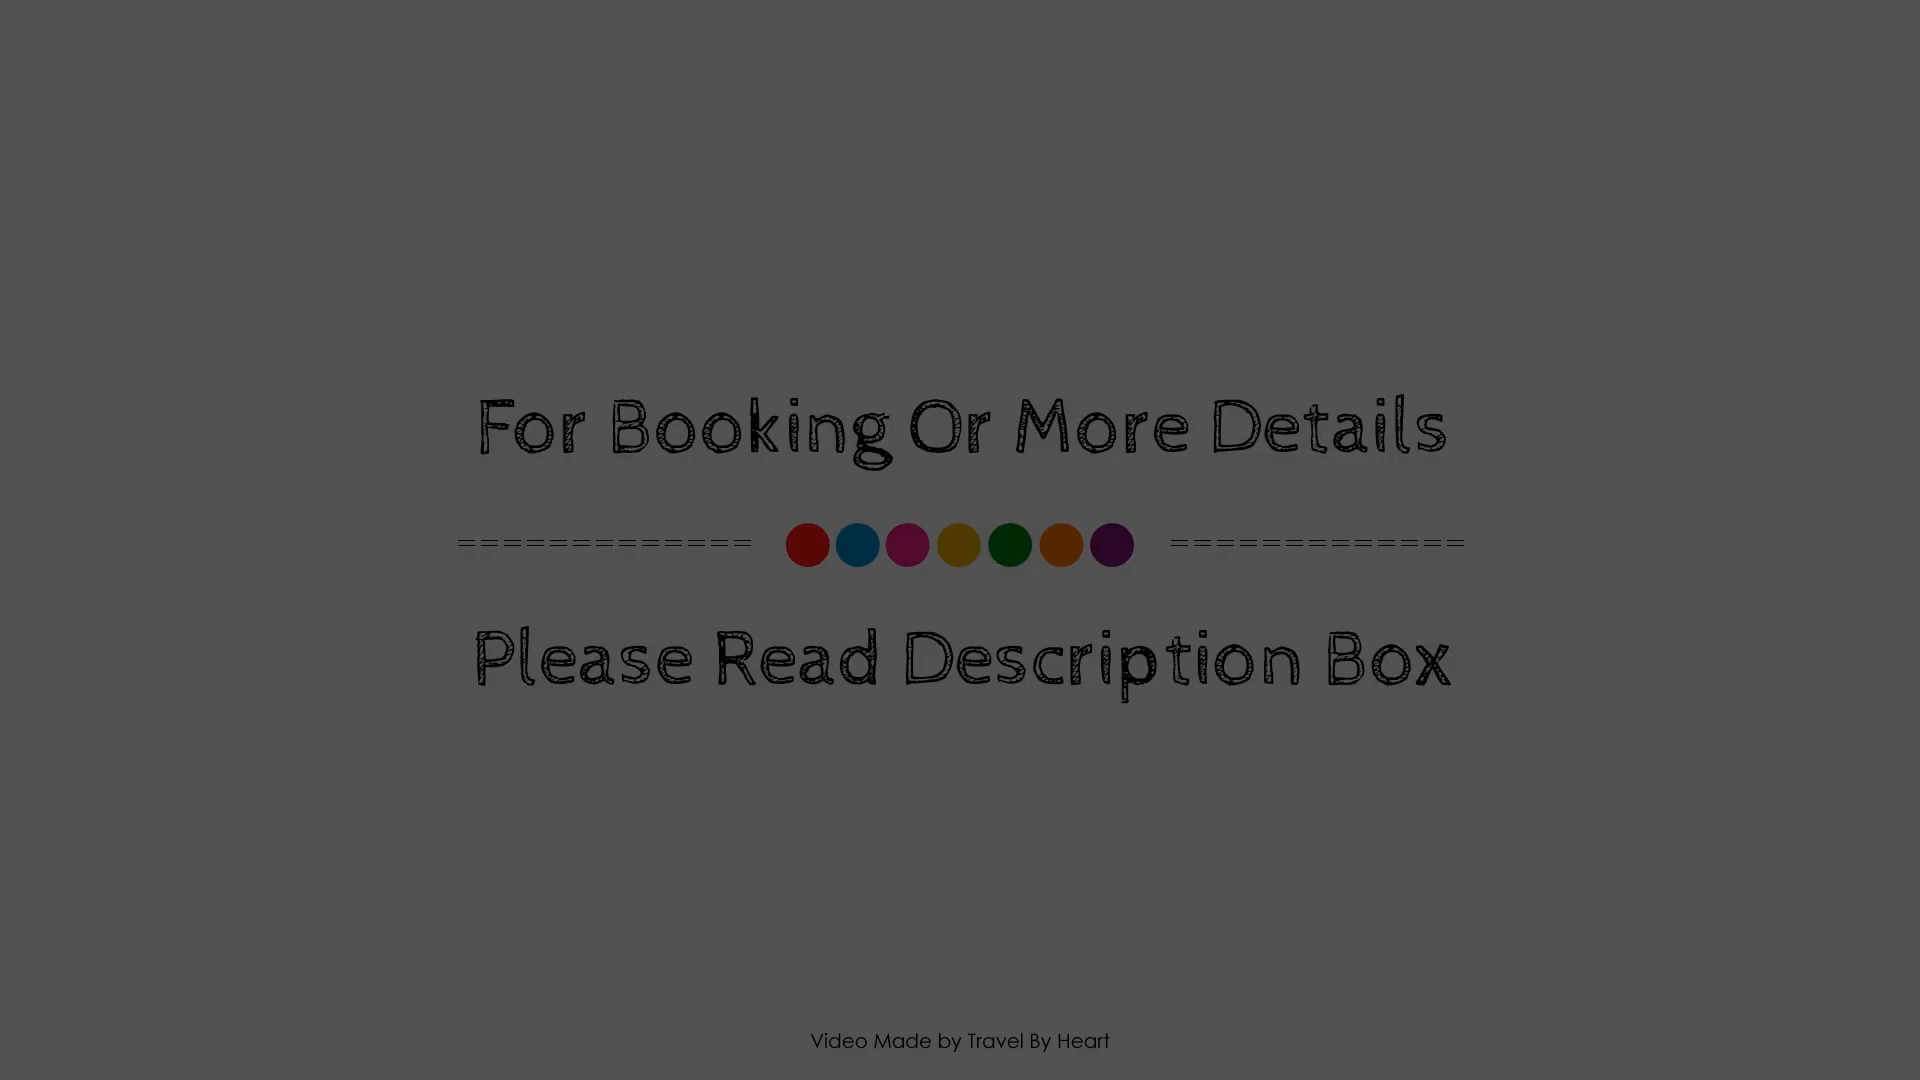 For Booking Or More Details
============= =============
Please Read Description Box
Video Made by Travel By Heart